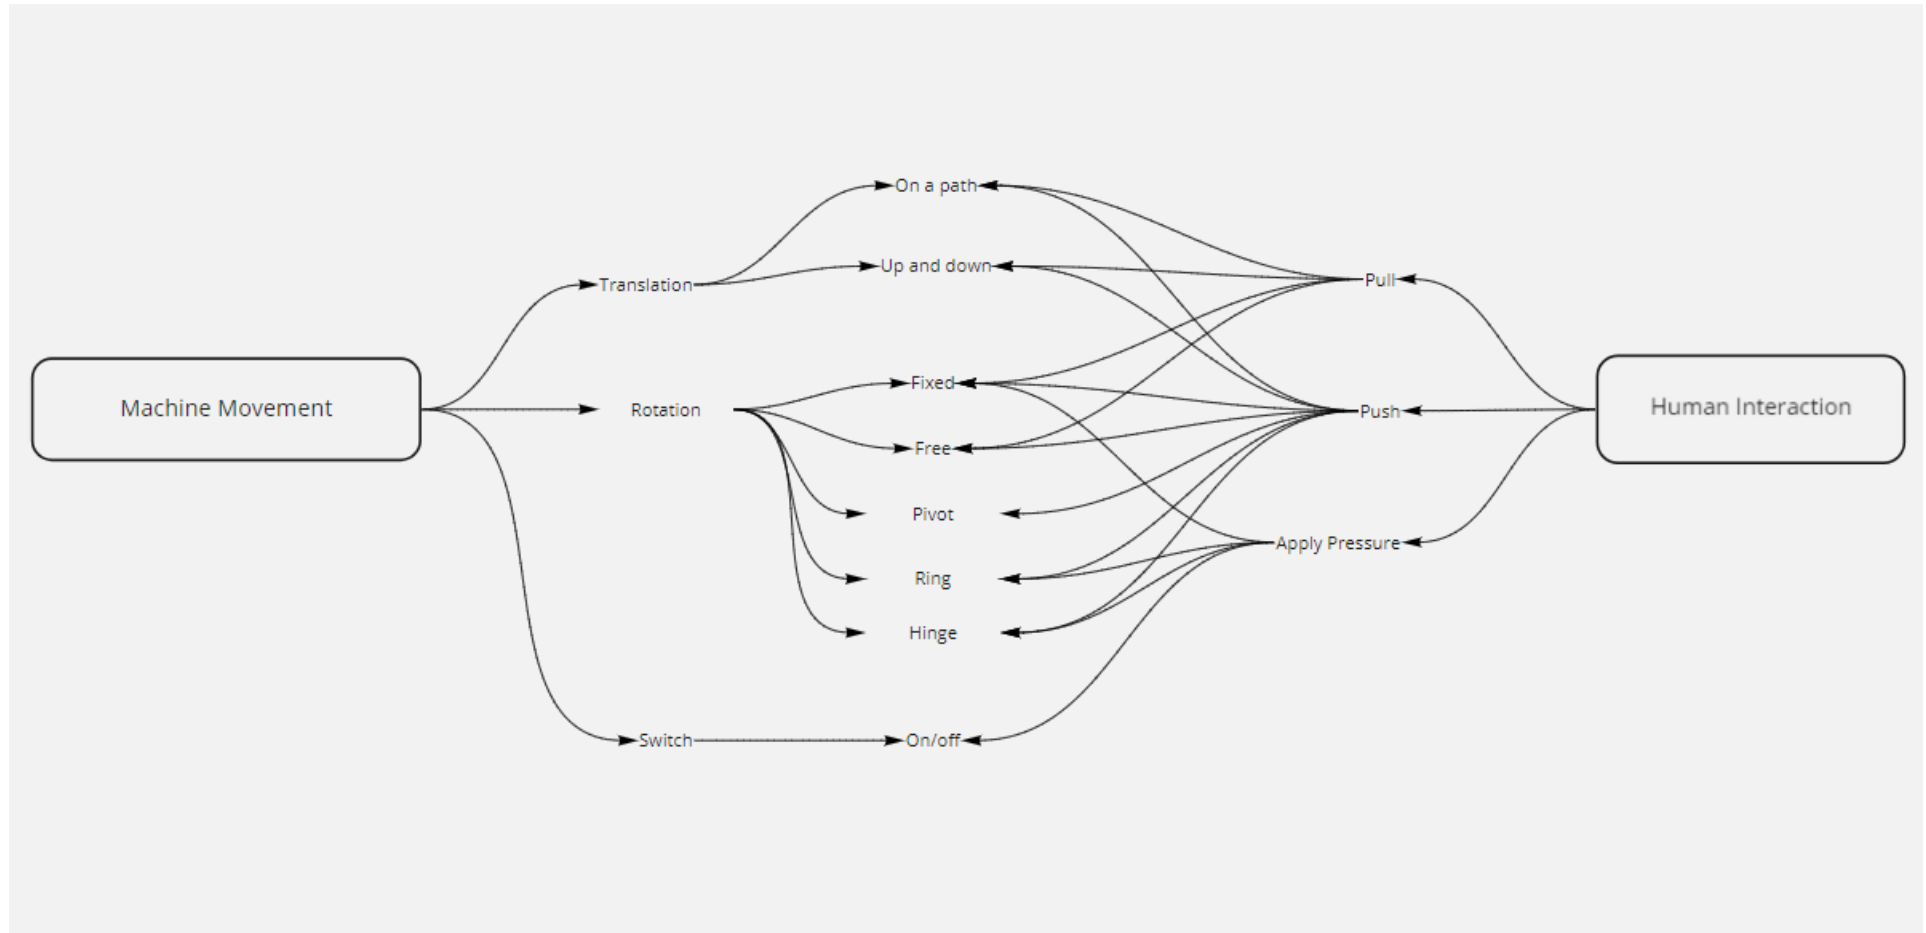 Machine Movement
Translation
Rotation
Switch
On a path
Up and down
Fixed
Free
Pivot
Ring
Hinge
On/off
Pull
Push
Apply Pressure
Human Interaction